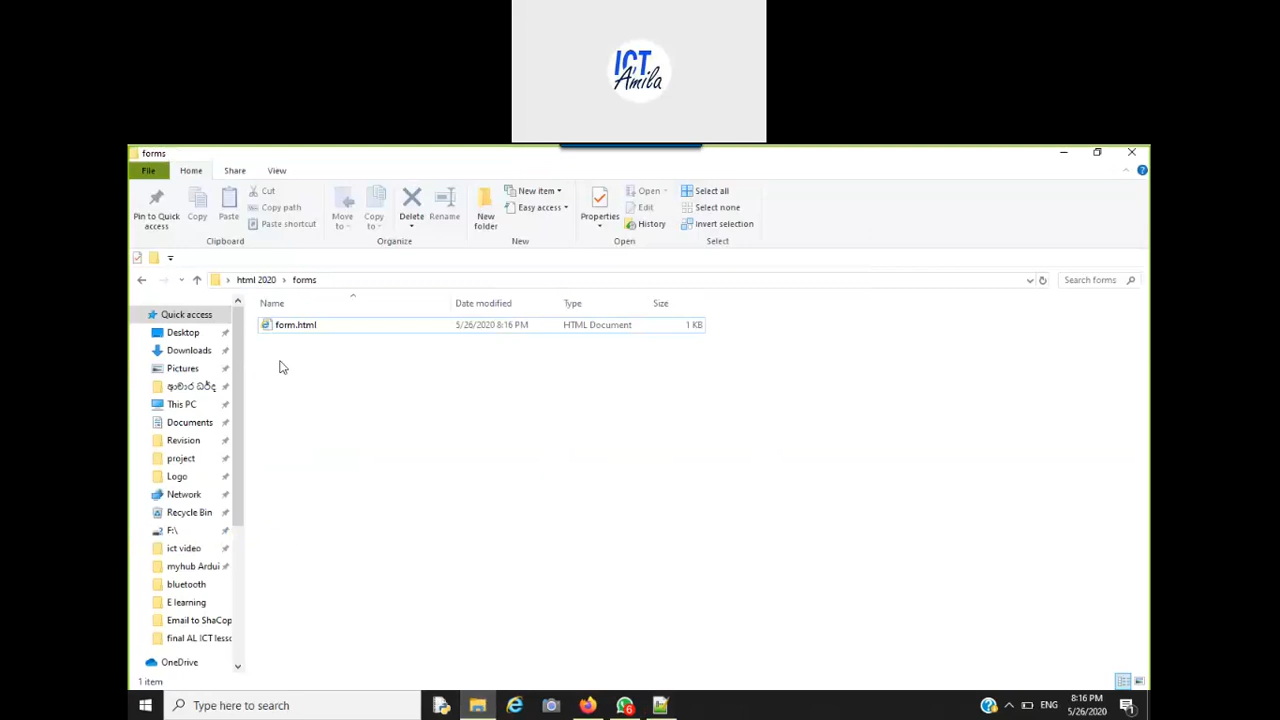 ICT
Amila
forms
File Home Share View
Pin to Quick access
Copy
Paste
Cut
Copy path
Paste shortcut
Clipboard
Move to
Copy to
Delete
Rename
Organize
New folder
New item
Easy access
New
Properties
Open
Edit
History
Open
Select all
Select none
Invert selection
Select
html 2020 forms
Search forms
Name Date modified Type Size
form.html 5/26/2020 8:16 PM HTML Document 1 KB
Quick access
Desktop
Downloads
Pictures
This PC
Documents
Revision
project
Logo
Network
Recycle Bin
F:\
ict video
myhub Ardui
bluetooth
E learning
Email to ShaCop
final AL ICT lesso
OneDrive
1 item
Type here to search
6
ENG
8:16 PM
5/26/2020
1